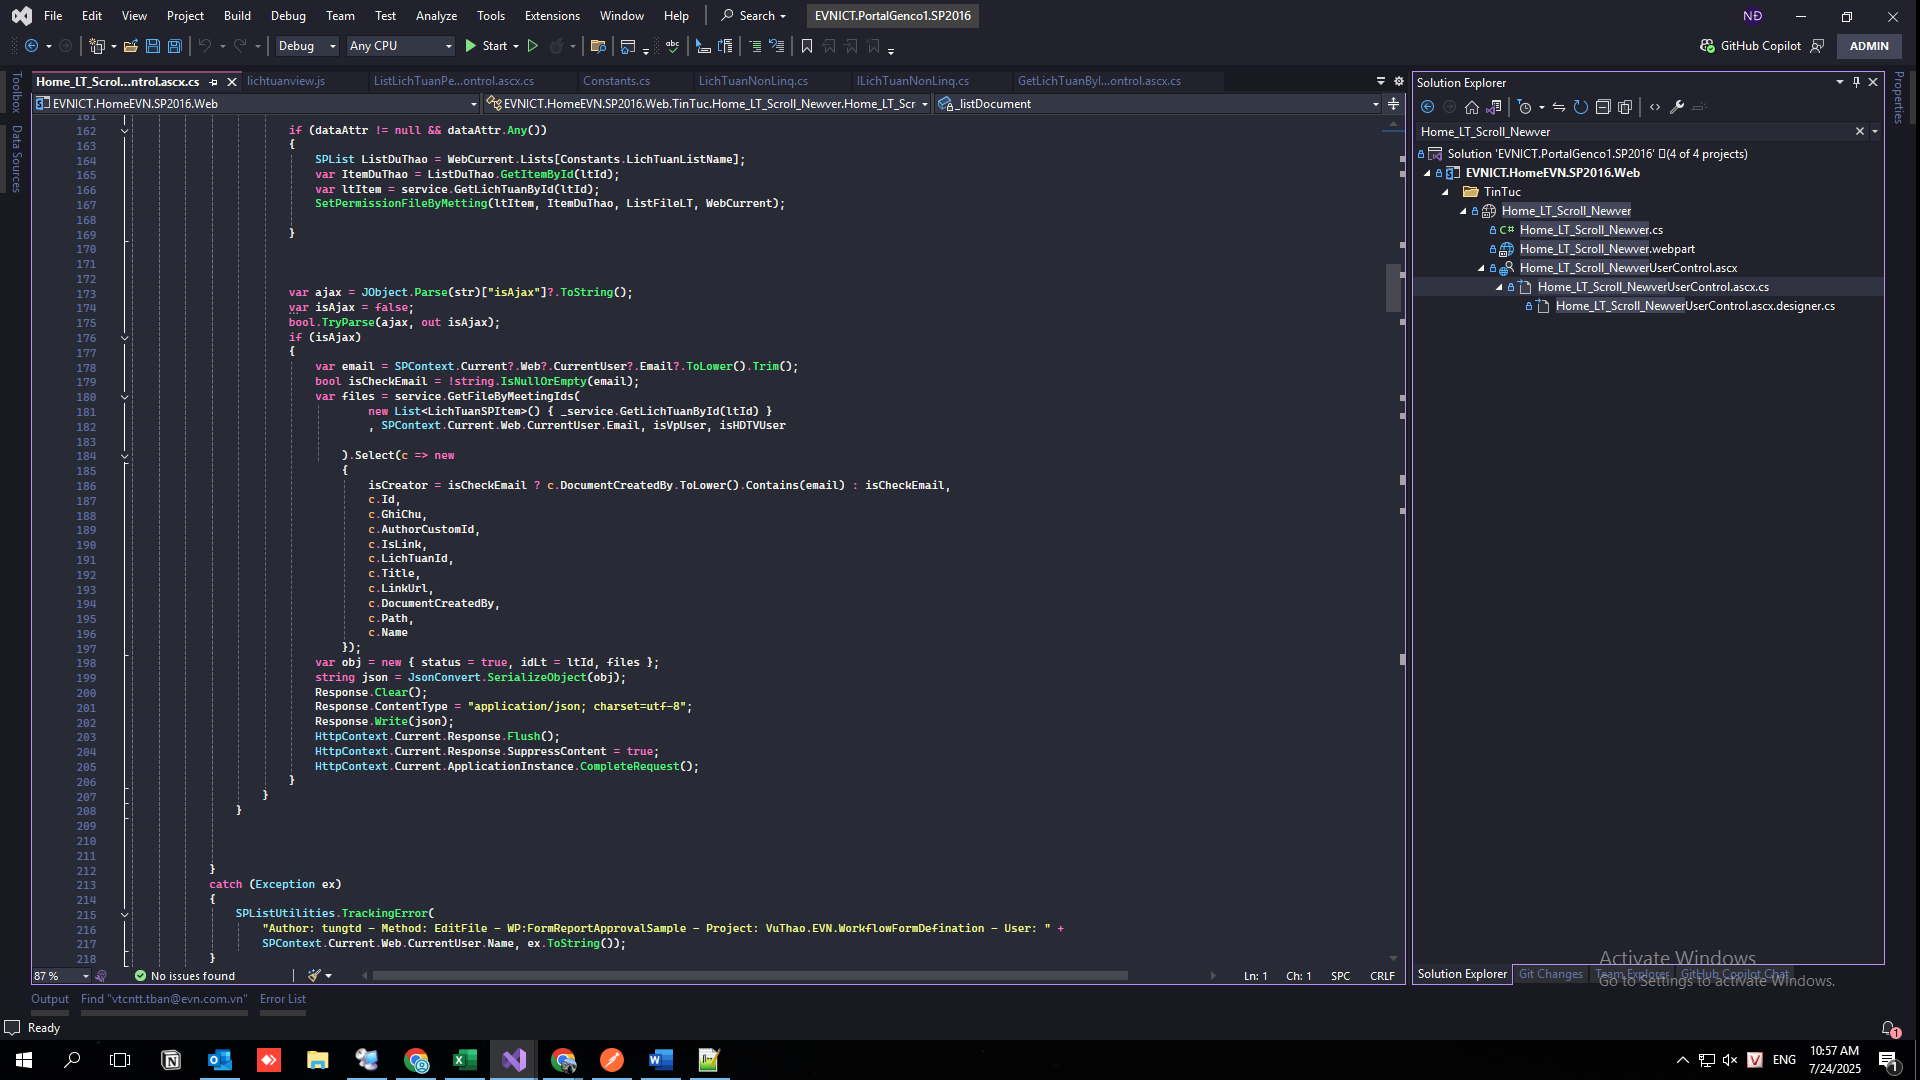 File Edit View Project Build Debug Team Test Analyze Tools Extensions Window Help Search EVNICT.PortalGenco1.SP2016 NĐ
Debug Any CPU Start GitHub Copilot ADMIN
Toolbox
Data Sources
Home_LT_Scrol...ntrol.ascx.cs lichtuanview.js ListLichTuanPe...ontrol.ascx.cs Constants.cs LichTuanNonLinq.cs ILichTuanNonLinq.cs GetLichTuanByI...ontrol.ascx.cs
EVNICT.HomeEVN.SP2016.Web EVNICT.HomeEVN.SP2016.Web.TinTuc.Home_LT_Scroll_Newver.Home_LT_Scr _listDocument
161
162 if (dataAttr != null && dataAttr.Any())
163 {
164 SPList ListDuThao = WebCurrent.Lists[Constants.LichTuanListName];
165 var ItemDuThao = ListDuThao.GetItemById(ltId);
166 var ltItem = service.GetLichTuanById(ltId);
167 SetPermissionFileByMetting(ltItem, ItemDuThao, ListFileLT, WebCurrent);
168
169 }
170
171
172
173 var ajax = JObject.Parse(str)["isAjax"]?.ToString();
174 var isAjax = false;
175 bool.TryParse(ajax, out isAjax);
176 if (isAjax)
177 {
178 var email = SPContext.Current?.Web?.CurrentUser?.Email?.ToLower().Trim();
179 bool isCheckEmail = !string.IsNullOrEmpty(email);
180 var files = service.GetFileByMeetingIds(
181 new List<LichTuanSPItem>() { _service.GetLichTuanById(ltId) }
182 , SPContext.Current.Web.CurrentUser.Email, isVpUser, isHDTVUser
183
184 ).Select(c => new
185 {
186 isCreator = isCheckEmail ? c.DocumentCreatedBy.ToLower().Contains(email) : isCheckEmail,
187 c.Id,
188 c.GhiChu,
189 c.AuthorCustomId,
190 c.IsLink,
191 c.LichTuanId,
192 c.Title,
193 c.LinkUrl,
194 c.DocumentCreatedBy,
195 c.Path,
196 c.Name
197 });
198 var obj = new { status = true, idLt = ltId, files };
199 string json = JsonConvert.SerializeObject(obj);
200 Response.Clear();
201 Response.ContentType = "application/json; charset=utf-8";
202 Response.Write(json);
203 HttpContext.Current.Response.Flush();
204 HttpContext.Current.Response.SuppressContent = true;
205 HttpContext.Current.ApplicationInstance.CompleteRequest();
206 }
207 }
208 }
209
210
211
212 }
213 catch (Exception ex)
214 {
215 SPListUtilities.TrackingError(
216 "Author: tungtd - Method: EditFile - WP:FormReportApprovalSample - Project: VuThao.EVN.WorkflowFormDefination - User: " +
217 SPContext.Current.Web.CurrentUser.Name, ex.ToString());
218 }
87 % No issues found Ln: 1 Ch: 1 SPC CRLF
Output Find "vtcntt.tban@evn.com.vn" Error List
Ready
Solution Explorer
Home_LT_Scroll_Newver
Solution 'EVNICT.PortalGenco1.SP2016' (4 of 4 projects)
EVNICT.HomeEVN.SP2016.Web
TinTuc
Home_LT_Scroll_Newver
C# Home_LT_Scroll_Newver.cs
Home_LT_Scroll_Newver.webpart
Home_LT_Scroll_NewverUserControl.ascx
Home_LT_Scroll_NewverUserControl.ascx.cs
Home_LT_Scroll_NewverUserControl.ascx.designer.cs
Properties
Activate Windows
Go to Settings to activate Windows.
Solution Explorer Git Changes Team Explorer GitHub Copilot Chat
1
ENG
10:57 AM
7/24/2025
1